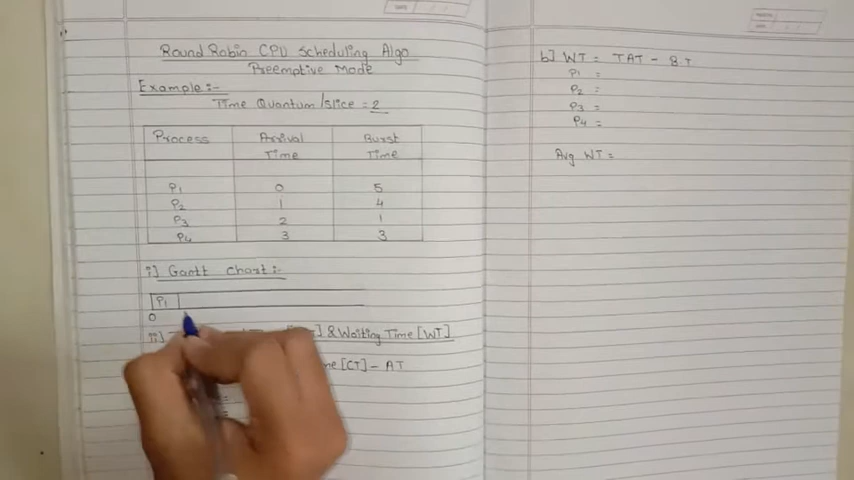 Round Robin CPU Scheduling Algo
Preemptive Mode
Example :-
Time Quantum/slice = 2
Process Arrival Time Burst Time
P1 0 5
P2 1 4
P3 2 1
P4 3 3
i) Gantt chart :-
P1
0
ii) & Waiting Time [WT]
[CT] - AT
=
=
b] WT = TAT - BT
P1 =
P2 =
P3 =
P4 =
Avg WT =